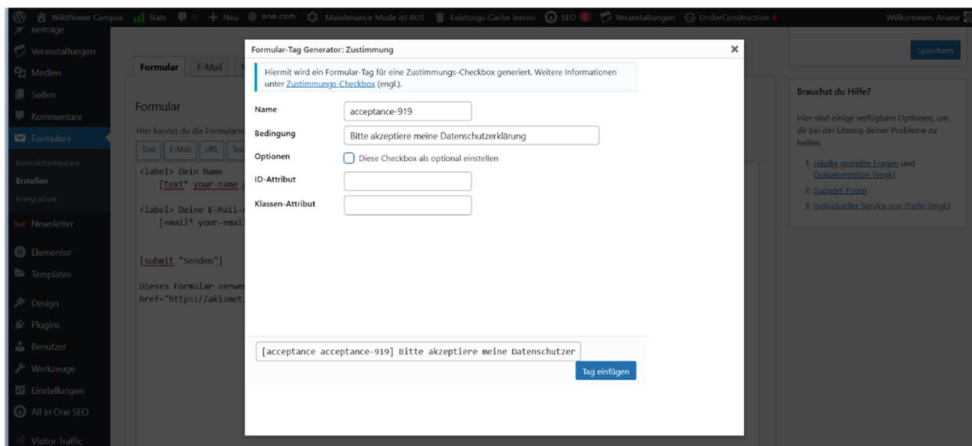 Wildflower Campus Stats 0 + Neu one.com Maintenance Mode ist AUS Leistungs-Cache leeren SEO Veranstaltungen UnderConstruction Willkommen, Ariane
Beiträge
Veranstaltungen
Medien
Seiten
Kommentare
Formulare
Kontaktformulare
Erstellen
Integration
Newsletter
Elementor
Templates
Design
Plugins
Benutzer
Werkzeuge
Einstellungen
All in One SEO
Visitor Traffic
Formular E-Mail
Formular
Hier kannst du die
Text E-Mail URL
<label> Dein Name
[text* your-name
<label> Deine E-Mail-
[email* your-email
[submit "Senden"]
Dieses Formular
href="https://akismet.
Formular-Tag Generator: Zustimmung
Hiermit wird ein Formular-Tag für eine Zustimmungs-Checkbox generiert. Weitere Informationen
unter Zustimmungs-Checkbox (engl.).
Name acceptance-919
Bedingung Bitte akzeptiere meine Datenschutzerklärung
Optionen Diese Checkbox als optional einstellen
ID-Attribut
Klassen-Attribut
[acceptance acceptance-919] Bitte akzeptiere meine Datenschutzer
Tag einfügen
Speichern
Brauchst du Hilfe?
Hier sind einige verfügbare Optionen, um
dir bei der Lösung deiner Probleme zu
helfen.
1. Häufig gestellte Fragen und
Dokumentation (engl.)
2. Support-Foren
3. Individueller Service von Profis (engl.)